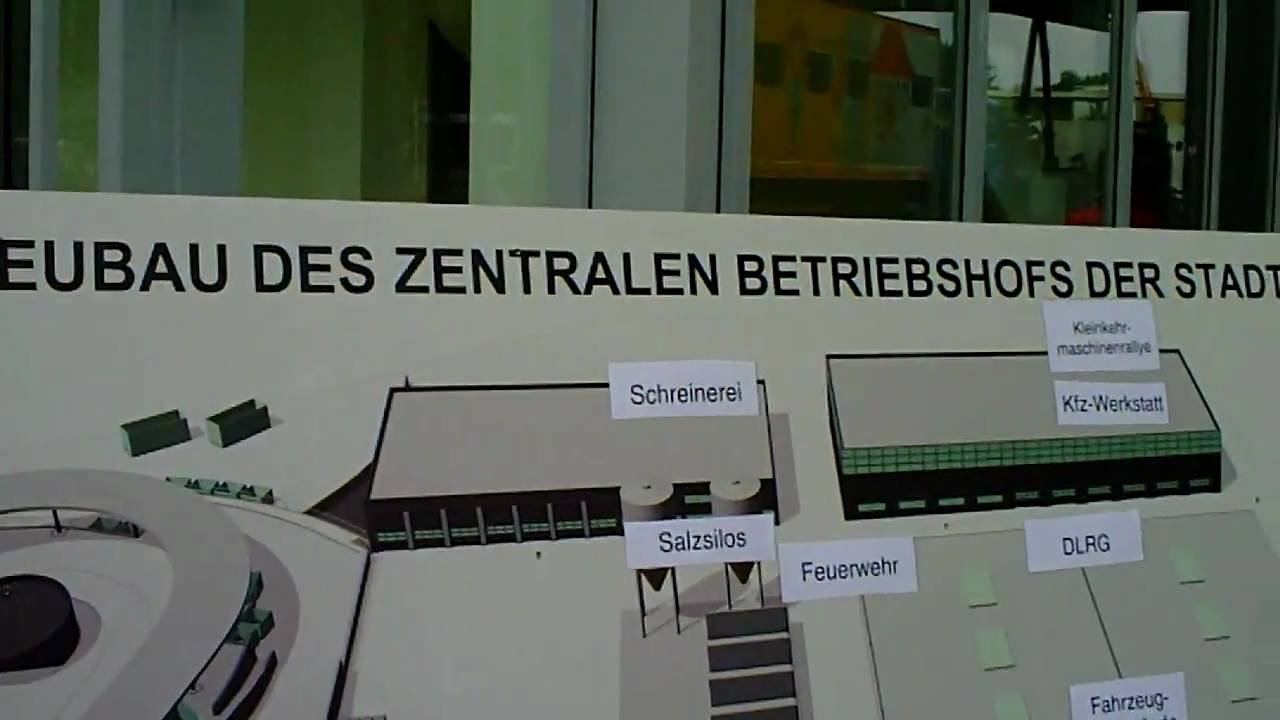 EUBAU DES ZENTRALEN BETRIEBSHOFS DER STADT
Kleinkehr-
maschinenrallye
Schreinerei
Kfz-Werkstatt
Salzsilos
Feuerwehr
DLRG
Fahrzeug-